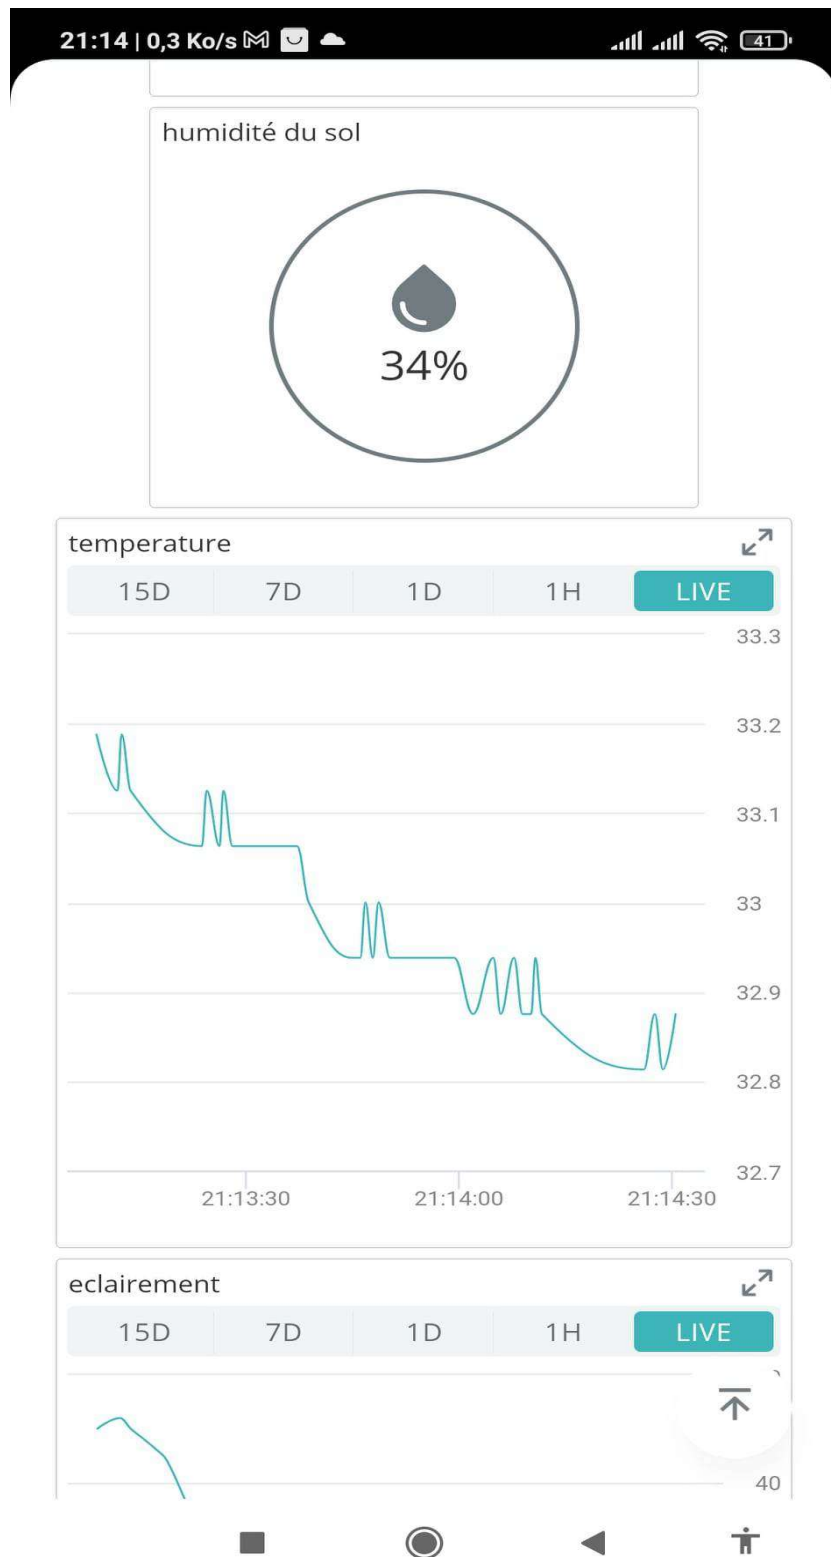 21:14 | 0,3 Ko/s
41
humidité du sol
34%
temperature
15D 7D 1D 1H LIVE
33.3
33.2
33.1
33
32.9
32.8
32.7
21:13:30 21:14:00 21:14:30
eclairement
15D 7D 1D 1H LIVE
40